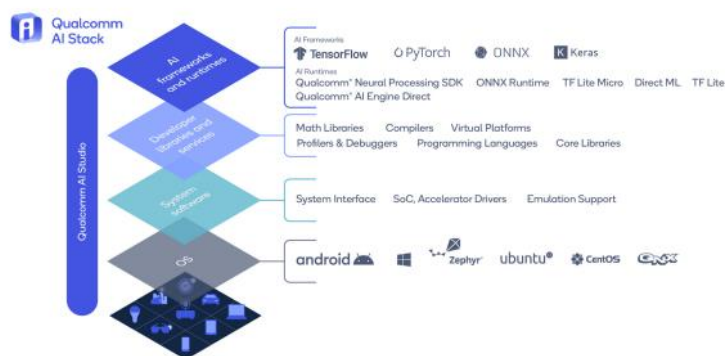 Qualcomm
AI Stack
Qualcomm AI Studio
AI
frameworks
and runtimes
AI Frameworks
TensorFlow PyTorch ONNX Keras
AI Runtimes
Qualcomm® Neural Processing SDK ONNX Runtime TF Lite Micro Direct ML TF Lite
Qualcomm® AI Engine Direct
Developer
libraries and
services
Math Libraries Compilers Virtual Platforms
Profilers & Debuggers Programming Languages Core Libraries
System
software
System Interface SoC, Accelerator Drivers Emulation Support
OS
android Zephyr® ubuntu® CentOS QNX